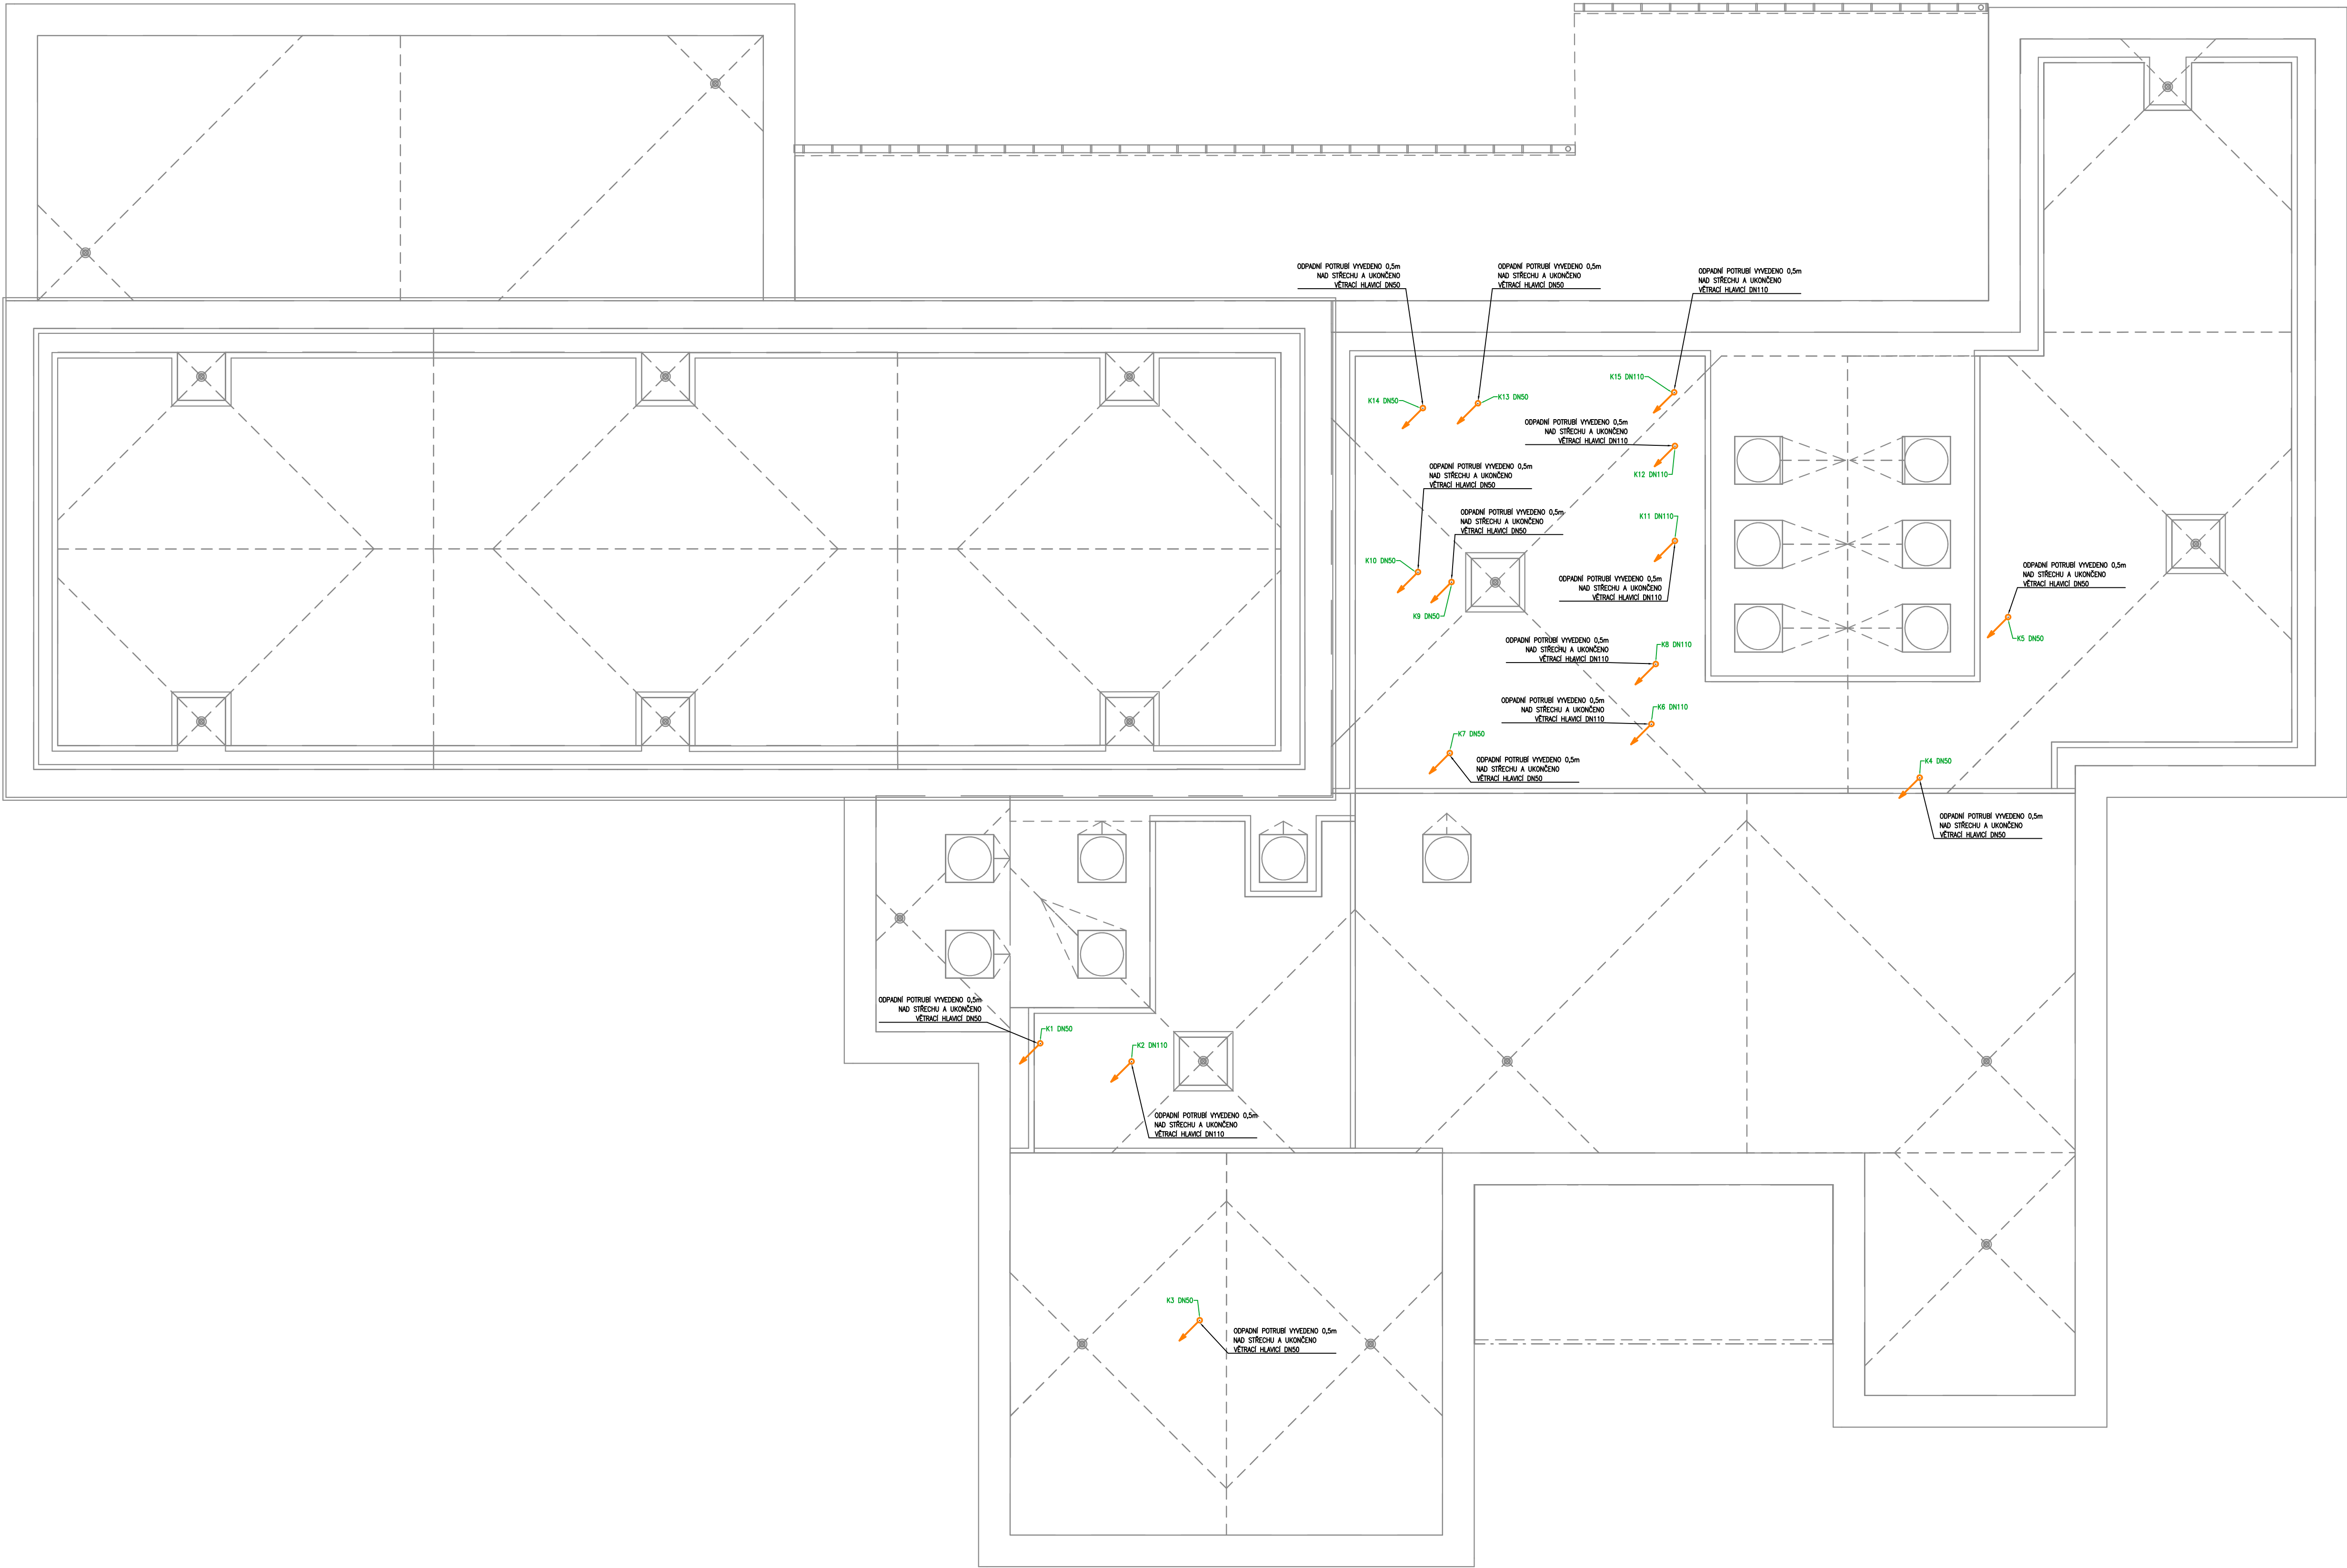 ODPADNÍ POTRUBÍ VYVEDENO 0,5m
NAD STŘECHU A UKONČENO
VĚTRACÍ HLAVICÍ DN50
ODPADNÍ POTRUBÍ VYVEDENO 0,5m
NAD STŘECHU A UKONČENO
VĚTRACÍ HLAVICÍ DN50
ODPADNÍ POTRUBÍ VYVEDENO 0,5m
NAD STŘECHU A UKONČENO
VĚTRACÍ HLAVICÍ DN110
K15 DN110
K14 DN50
K13 DN50
ODPADNÍ POTRUBÍ VYVEDENO 0,5m
NAD STŘECHU A UKONČENO
VĚTRACÍ HLAVICÍ DN110
K12 DN110
ODPADNÍ POTRUBÍ VYVEDENO 0,5m
NAD STŘECHU A UKONČENO
VĚTRACÍ HLAVICÍ DN50
ODPADNÍ POTRUBÍ VYVEDENO 0,5m
NAD STŘECHU A UKONČENO
VĚTRACÍ HLAVICÍ DN50
K11 DN110
K10 DN50
ODPADNÍ POTRUBÍ VYVEDENO 0,5m
NAD STŘECHU A UKONČENO
VĚTRACÍ HLAVICÍ DN110
K9 DN50
ODPADNÍ POTRUBÍ VYVEDENO 0,5m
NAD STŘECHU A UKONČENO
VĚTRACÍ HLAVICÍ DN50
K5 DN50
ODPADNÍ POTRUBÍ VYVEDENO 0,5m
NAD STŘECHU A UKONČENO
VĚTRACÍ HLAVICÍ DN110
K8 DN110
ODPADNÍ POTRUBÍ VYVEDENO 0,5m
NAD STŘECHU A UKONČENO
VĚTRACÍ HLAVICÍ DN110
K6 DN110
K7 DN50
ODPADNÍ POTRUBÍ VYVEDENO 0,5m
NAD STŘECHU A UKONČENO
VĚTRACÍ HLAVICÍ DN50
K4 DN50
ODPADNÍ POTRUBÍ VYVEDENO 0,5m
NAD STŘECHU A UKONČENO
VĚTRACÍ HLAVICÍ DN50
ODPADNÍ POTRUBÍ VYVEDENO 0,5m
NAD STŘECHU A UKONČENO
VĚTRACÍ HLAVICÍ DN50
K1 DN50
K2 DN110
ODPADNÍ POTRUBÍ VYVEDENO 0,5m
NAD STŘECHU A UKONČENO
VĚTRACÍ HLAVICÍ DN110
K3 DN50
ODPADNÍ POTRUBÍ VYVEDENO 0,5m
NAD STŘECHU A UKONČENO
VĚTRACÍ HLAVICÍ DN50